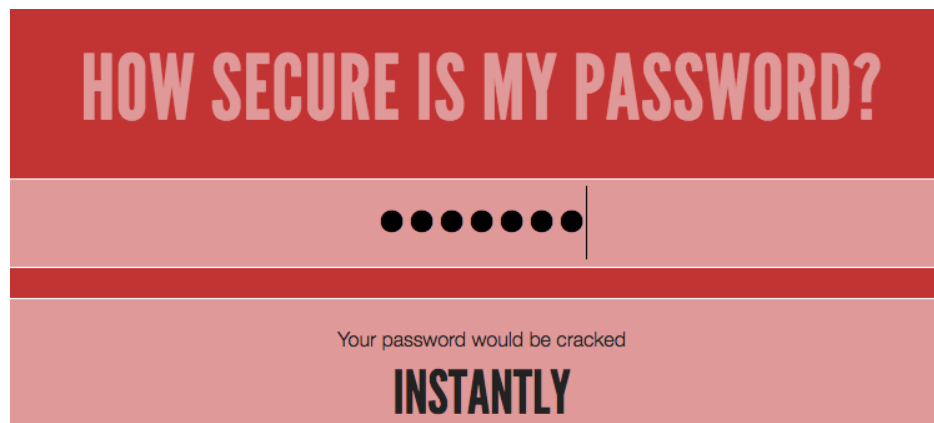 HOW SECURE IS MY PASSWORD?
●●●●●●●
Your password would be cracked
INSTANTLY